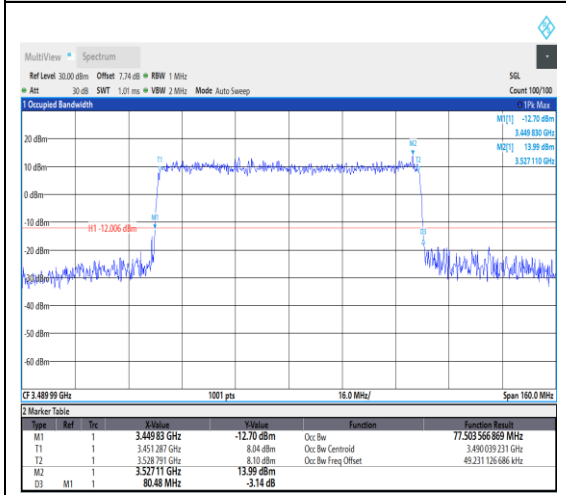 MultiView Spectrum
Ref Level 30.00 dBm Offset 7.74 dB RBW 1 MHz SGL
Att 30 dB SWT 1.01 ms VBW 2 MHz Mode Auto Sweep Count 100/100
1 Occupied Bandwidth 1Pk Max
M1[1] -12.70 dBm
3.449 830 GHz
M2[1] 13.99 dBm
3.527 110 GHz
20 dBm
M2
T1
T2
10 dBm
0 dBm
-10 dBm
M1
H1 -12.006 dBm
D3
-20 dBm
-30 dBm
-40 dBm
-50 dBm
-60 dBm
CF 3.489 99 GHz 1001 pts 16.0 MHz/ Span 160.0 MHz
2 Marker Table
Type Ref Trc X-Value Y-Value Function Function Result
M1 1 3.449 83 GHz -12.70 dBm Occ Bw 77.503 566 869 MHz
T1 1 3.451 287 GHz 8.04 dBm Occ Bw Centroid 3.490 039 231 GHz
T2 1 3.528 791 GHz 8.10 dBm Occ Bw Freq Offset 49.231 126 686 kHz
M2 1 3.527 11 GHz 13.99 dBm
D3 M1 1 80.48 MHz -3.14 dB